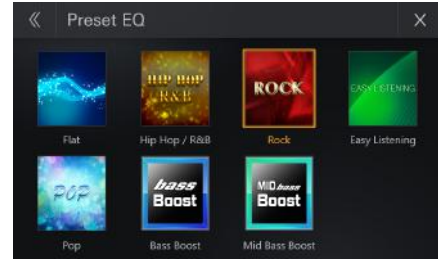 « Preset EQ X
HIP HOP
R&B
ROCK
EASY LISTENING
Flat Hip Hop / R&B Rock Easy Listening
POP
bass
Boost
MID bass
Boost
Pop Bass Boost Mid Bass Boost